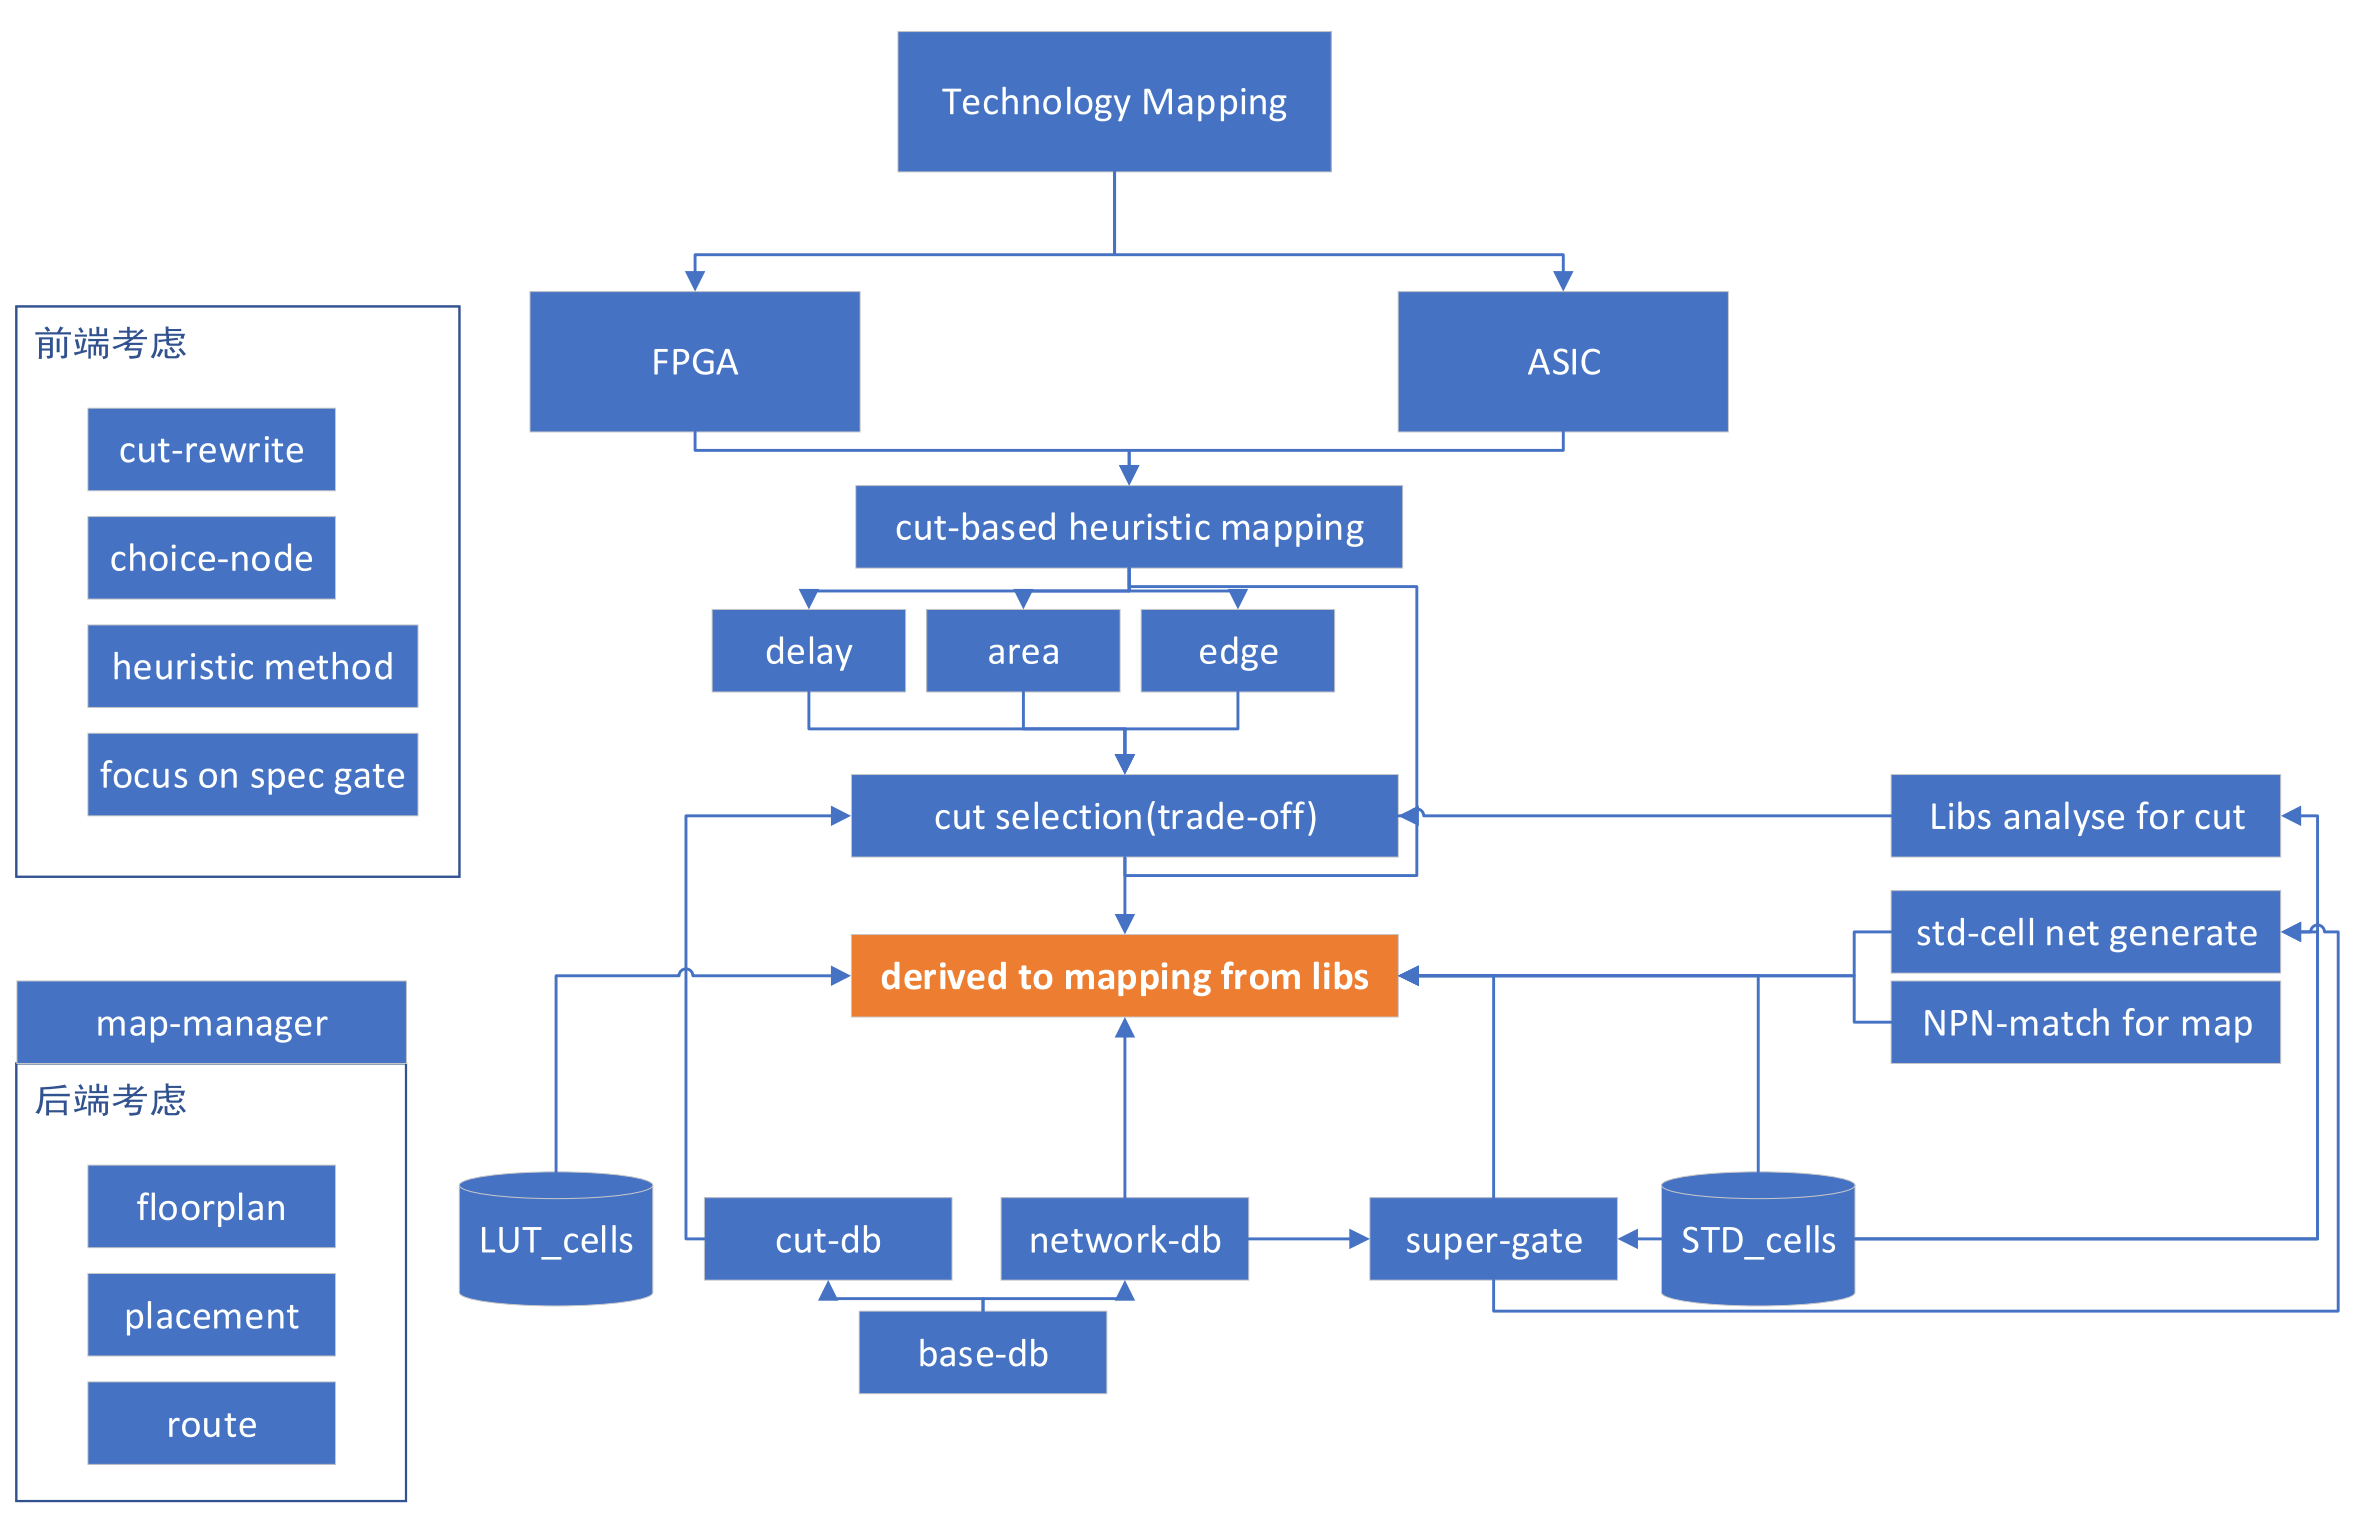 Technology Mapping
FPGA
ASIC
前端考虑
cut-rewrite
choice-node
heuristic method
focus on spec gate
cut-based heuristic mapping
delay
area
edge
cut selection(trade-off)
Libs analyse for cut
derived to mapping from libs
std-cell net generate
NPN-match for map
map-manager
后端考虑
floorplan
placement
route
LUT_cells
cut-db
network-db
super-gate
STD_cells
base-db